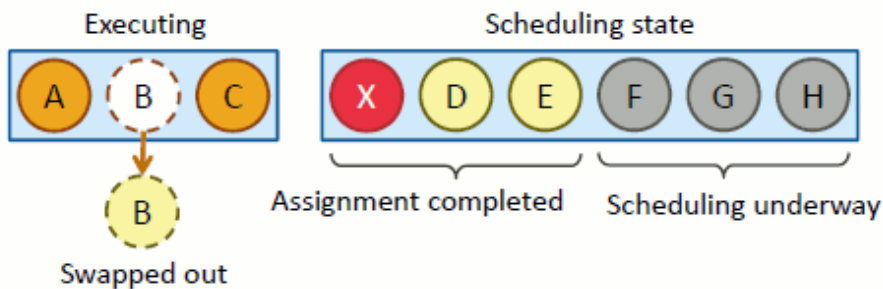 Executing
Scheduling state
A B C
X D E F G H
B
Assignment completed
Scheduling underway
Swapped out